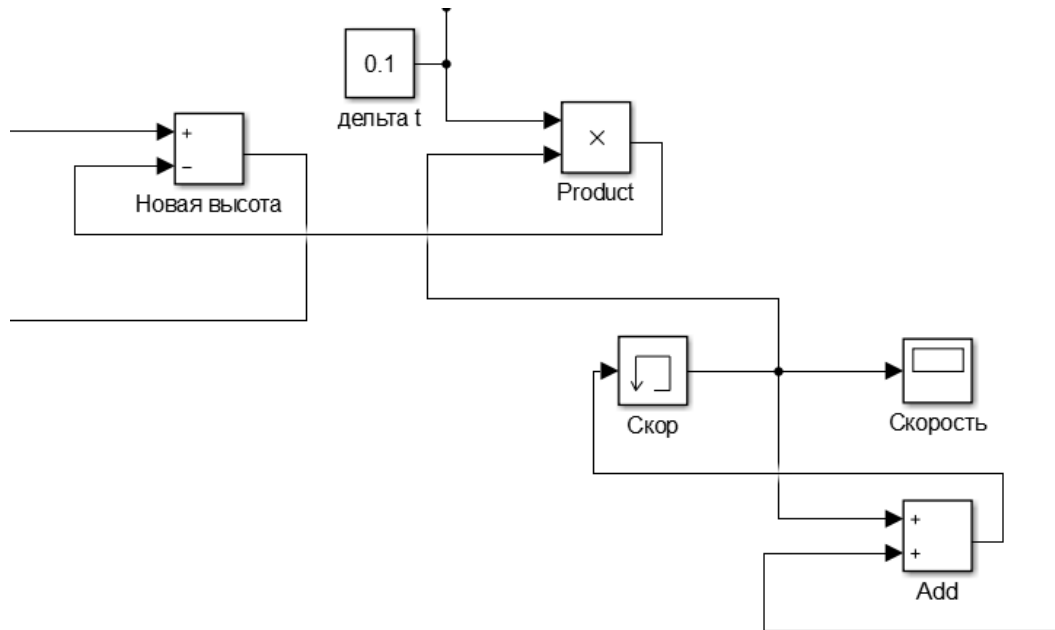 0.1
дельта t
+
−
Новая высота
×
Product
Скор
Скорость
+
+
Add